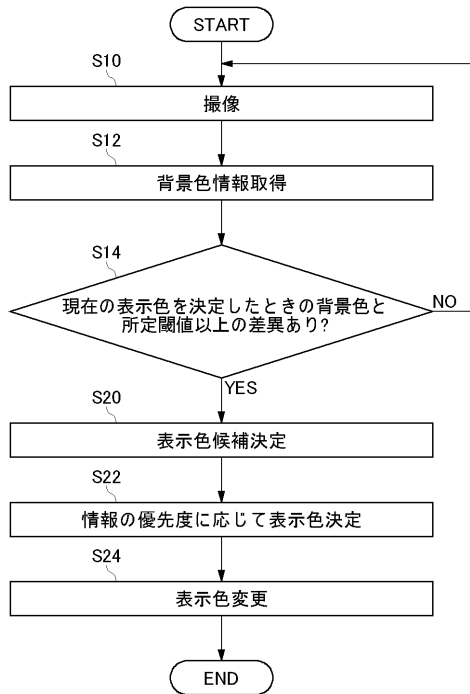 START
S10
撮像
S12
背景色情報取得
S14
現在の表示色を決定したときの背景色と
所定閾値以上の差異あり?
NO
YES
S20
表示色候補決定
S22
情報の優先度に応じて表示色決定
S24
表示色変更
END